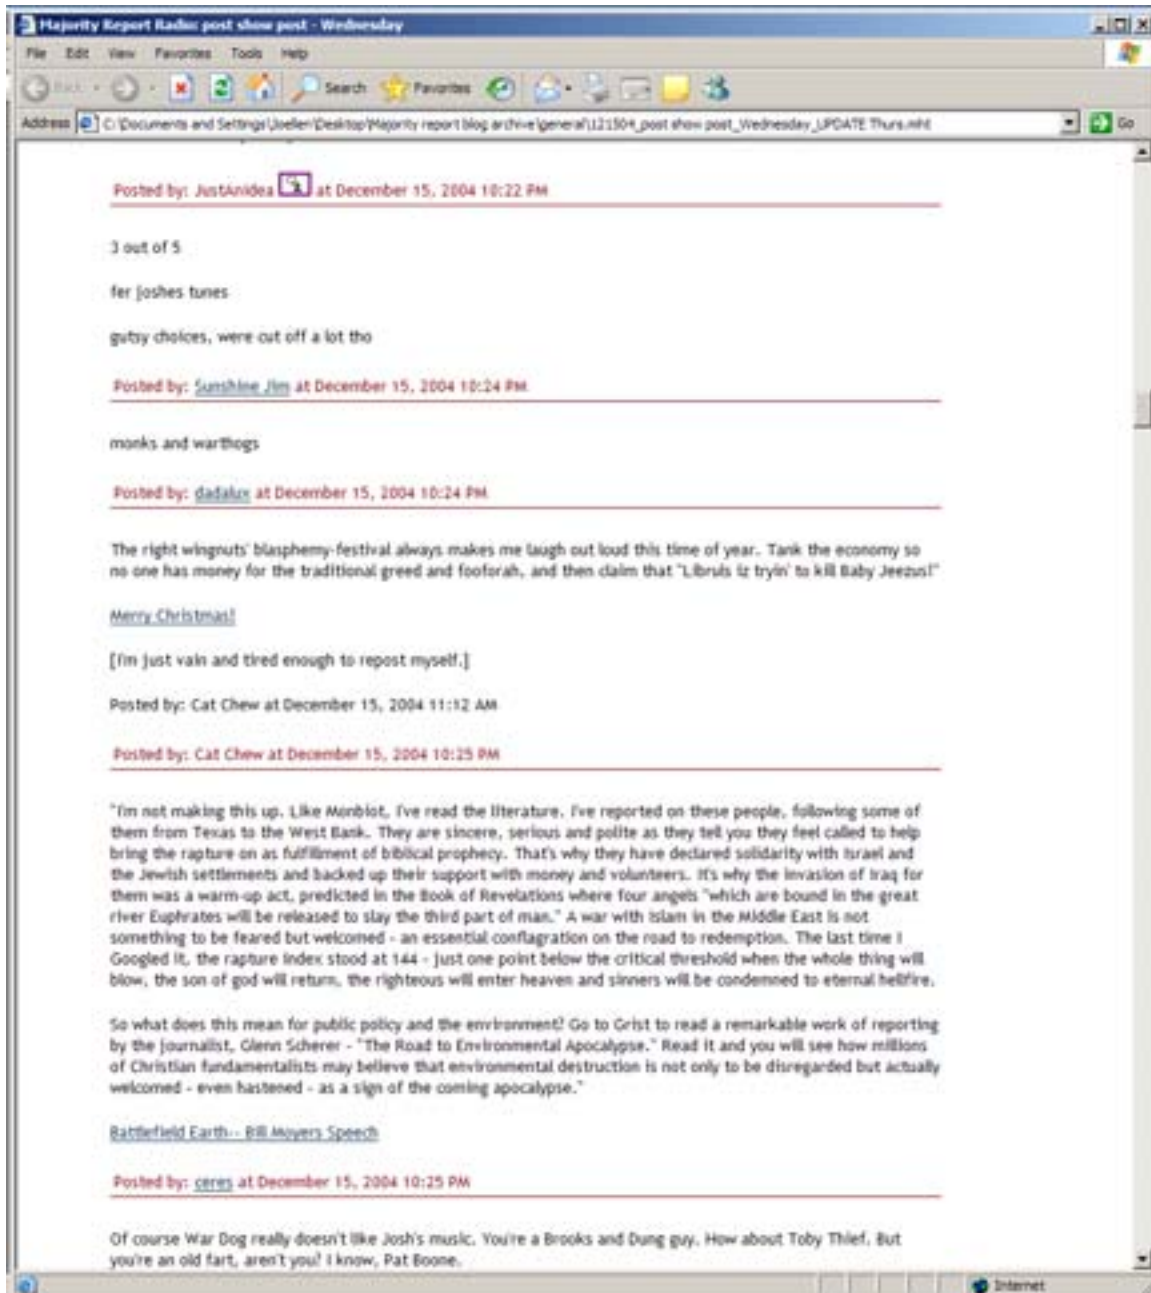 Majority Report Radio: post show post - Wednesday
File Edit View Favorites Tools Help
Back Search Favorites
Address C:\Documents and Settings\Joellen\Desktop\Majority report blog archive\general\121504_post show post_Wednesday_UPDATE Thurs.mht Go
Posted by: JustAnIdea at December 15, 2004 10:22 PM
3 out of 5
fer joshes tunes
gutsy choices, were cut off a lot tho
Posted by: Sunshine Jim at December 15, 2004 10:24 PM
monks and warthogs
Posted by: dadalux at December 15, 2004 10:24 PM
The right wingnuts' blasphemy-festival always makes me laugh out loud this time of year. Tank the economy so
no one has money for the traditional greed and fooforah, and then claim that "Libruls iz tryin' to kill Baby Jeezus!"
Merry Christmas!
[I'm just vain and tired enough to repost myself.]
Posted by: Cat Chew at December 15, 2004 11:12 AM
Posted by: Cat Chew at December 15, 2004 10:25 PM
"I'm not making this up. Like Monbiot, I've read the literature. I've reported on these people, following some of
them from Texas to the West Bank. They are sincere, serious and polite as they tell you they feel called to help
bring the rapture on as fulfillment of biblical prophecy. That's why they have declared solidarity with Israel and
the Jewish settlements and backed up their support with money and volunteers. It's why the invasion of Iraq for
them was a warm-up act, predicted in the Book of Revelations where four angels "which are bound in the great
river Euphrates will be released to slay the third part of man." A war with Islam in the Middle East is not
something to be feared but welcomed - an essential conflagration on the road to redemption. The last time I
Googled it, the rapture index stood at 144 - just one point below the critical threshold when the whole thing will
blow, the son of god will return, the righteous will enter heaven and sinners will be condemned to eternal hellfire.
So what does this mean for public policy and the environment? Go to Grist to read a remarkable work of reporting
by the journalist, Glenn Scherer - "The Road to Environmental Apocalypse." Read it and you will see how millions
of Christian fundamentalists may believe that environmental destruction is not only to be disregarded but actually
welcomed - even hastened - as a sign of the coming apocalypse."
Battlefield Earth-- Bill Moyers Speech
Posted by: ceres at December 15, 2004 10:25 PM
Of course War Dog really doesn't like Josh's music. You're a Brooks and Dung guy. How about Toby Thief. But
you're an old fart, aren't you? I know, Pat Boone.
Internet